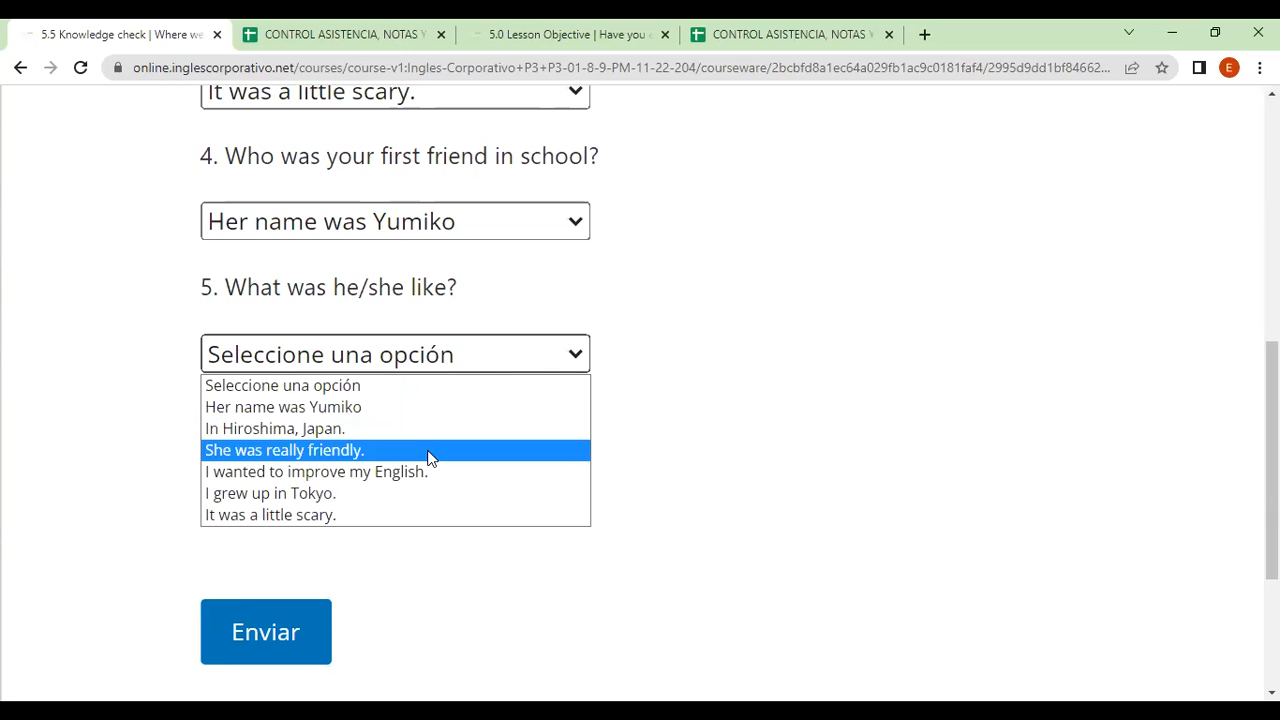 5.5 Knowledge check | Where we
CONTROL ASISTENCIA, NOTAS Y
5.0 Lesson Objective | Have you
CONTROL ASISTENCIA, NOTAS Y
online.inglescorporativo.net/courses/course-v1:Ingles-Corporativo+P3+P3-01-8-9-PM-11-22-204/courseware/2bcbfd8a1ec64a029fb1ac9c0181faf4/2995d9dd1bf84662...
E
It was a little scary.
4. Who was your first friend in school?
Her name was Yumiko
5. What was he/she like?
Seleccione una opción
Seleccione una opción
Her name was Yumiko
In Hiroshima, Japan.
She was really friendly.
I wanted to improve my English.
I grew up in Tokyo.
It was a little scary.
Enviar